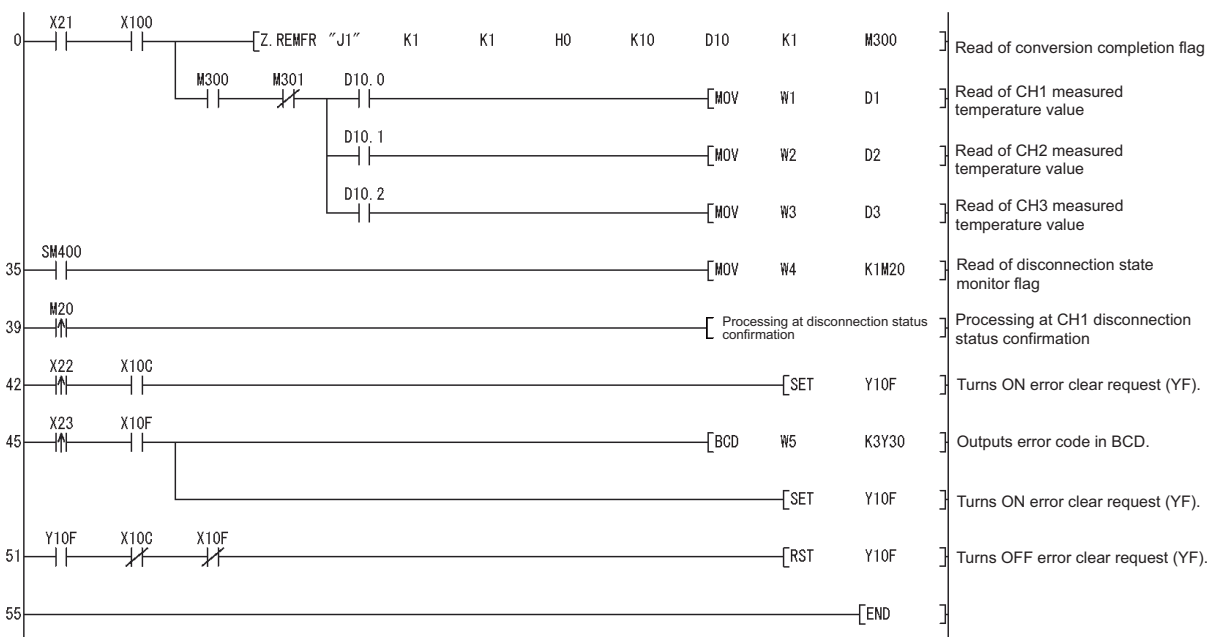 X21 X100
0 Z.REMFR "J1" K1 K1 H0 K10 D10 K1 M300 Read of conversion completion flag
M300 M301 D10.0
MOV W1 D1 Read of CH1 measured
temperature value
D10.1
MOV W2 D2 Read of CH2 measured
temperature value
D10.2
MOV W3 D3 Read of CH3 measured
temperature value
SM400
35 MOV W4 K1M20 Read of disconnection state
monitor flag
M20
39 Processing at disconnection status
confirmation
Processing at CH1 disconnection
status confirmation
X22 X10C
42 SET Y10F Turns ON error clear request (YF).
X23 X10F
45 BCD W5 K3Y30 Outputs error code in BCD.
SET Y10F Turns ON error clear request (YF).
Y10F X10C X10F
51 RST Y10F Turns OFF error clear request (YF).
55 END